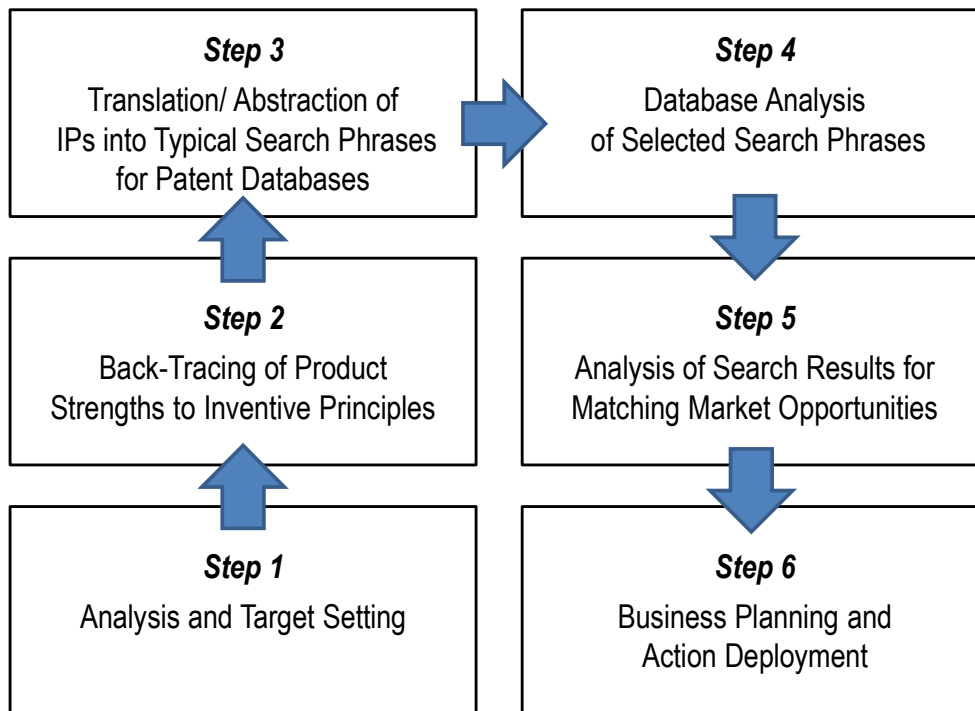 Step 3
Translation/ Abstraction of
IPs into Typical Search Phrases
for Patent Databases
Step 4
Database Analysis
of Selected Search Phrases
Step 2
Back-Tracing of Product
Strengths to Inventive Principles
Step 5
Analysis of Search Results for
Matching Market Opportunities
Step 1
Analysis and Target Setting
Step 6
Business Planning and
Action Deployment